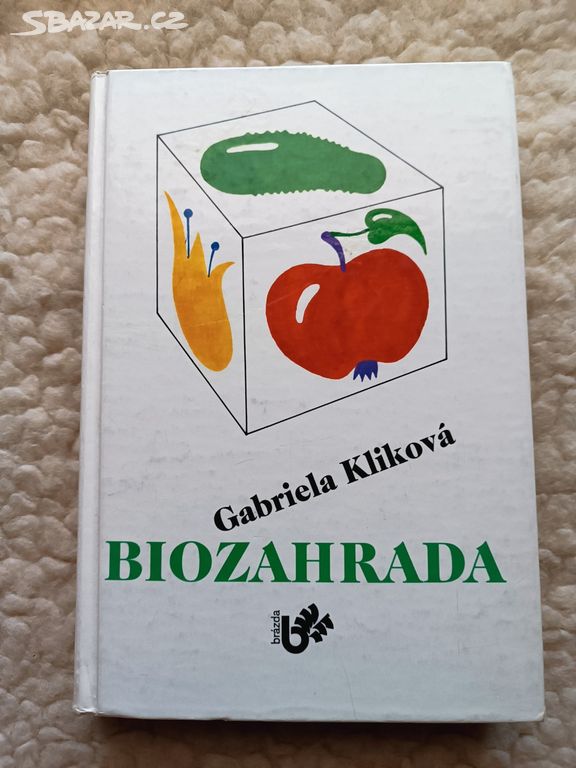 SBAZAR.CZ
Gabriela Kliková
BIOZAHRADA
brázda
b